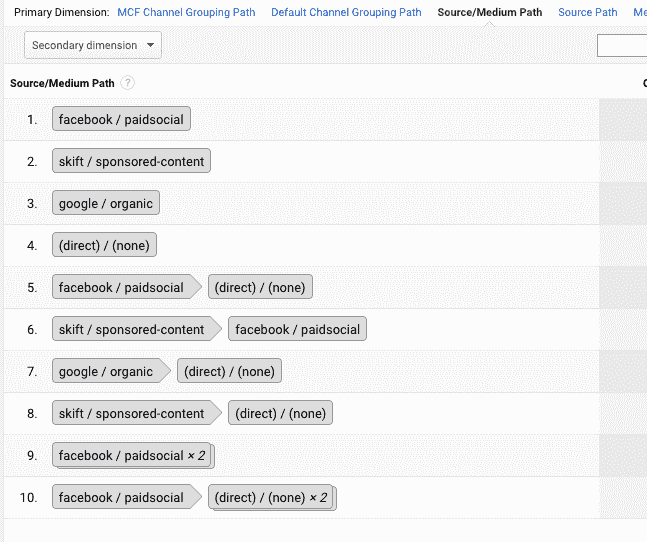 Primary Dimension: MCF Channel Grouping Path Default Channel Grouping Path Source/Medium Path Source Path Me
Secondary dimension
Source/Medium Path ?
1. facebook / paidsocial
2. skift / sponsored-content
3. google / organic
4. (direct) / (none)
5. facebook / paidsocial (direct) / (none)
6. skift / sponsored-content facebook / paidsocial
7. google / organic (direct) / (none)
8. skift / sponsored-content (direct) / (none)
9. facebook / paidsocial × 2
10. facebook / paidsocial (direct) / (none) × 2